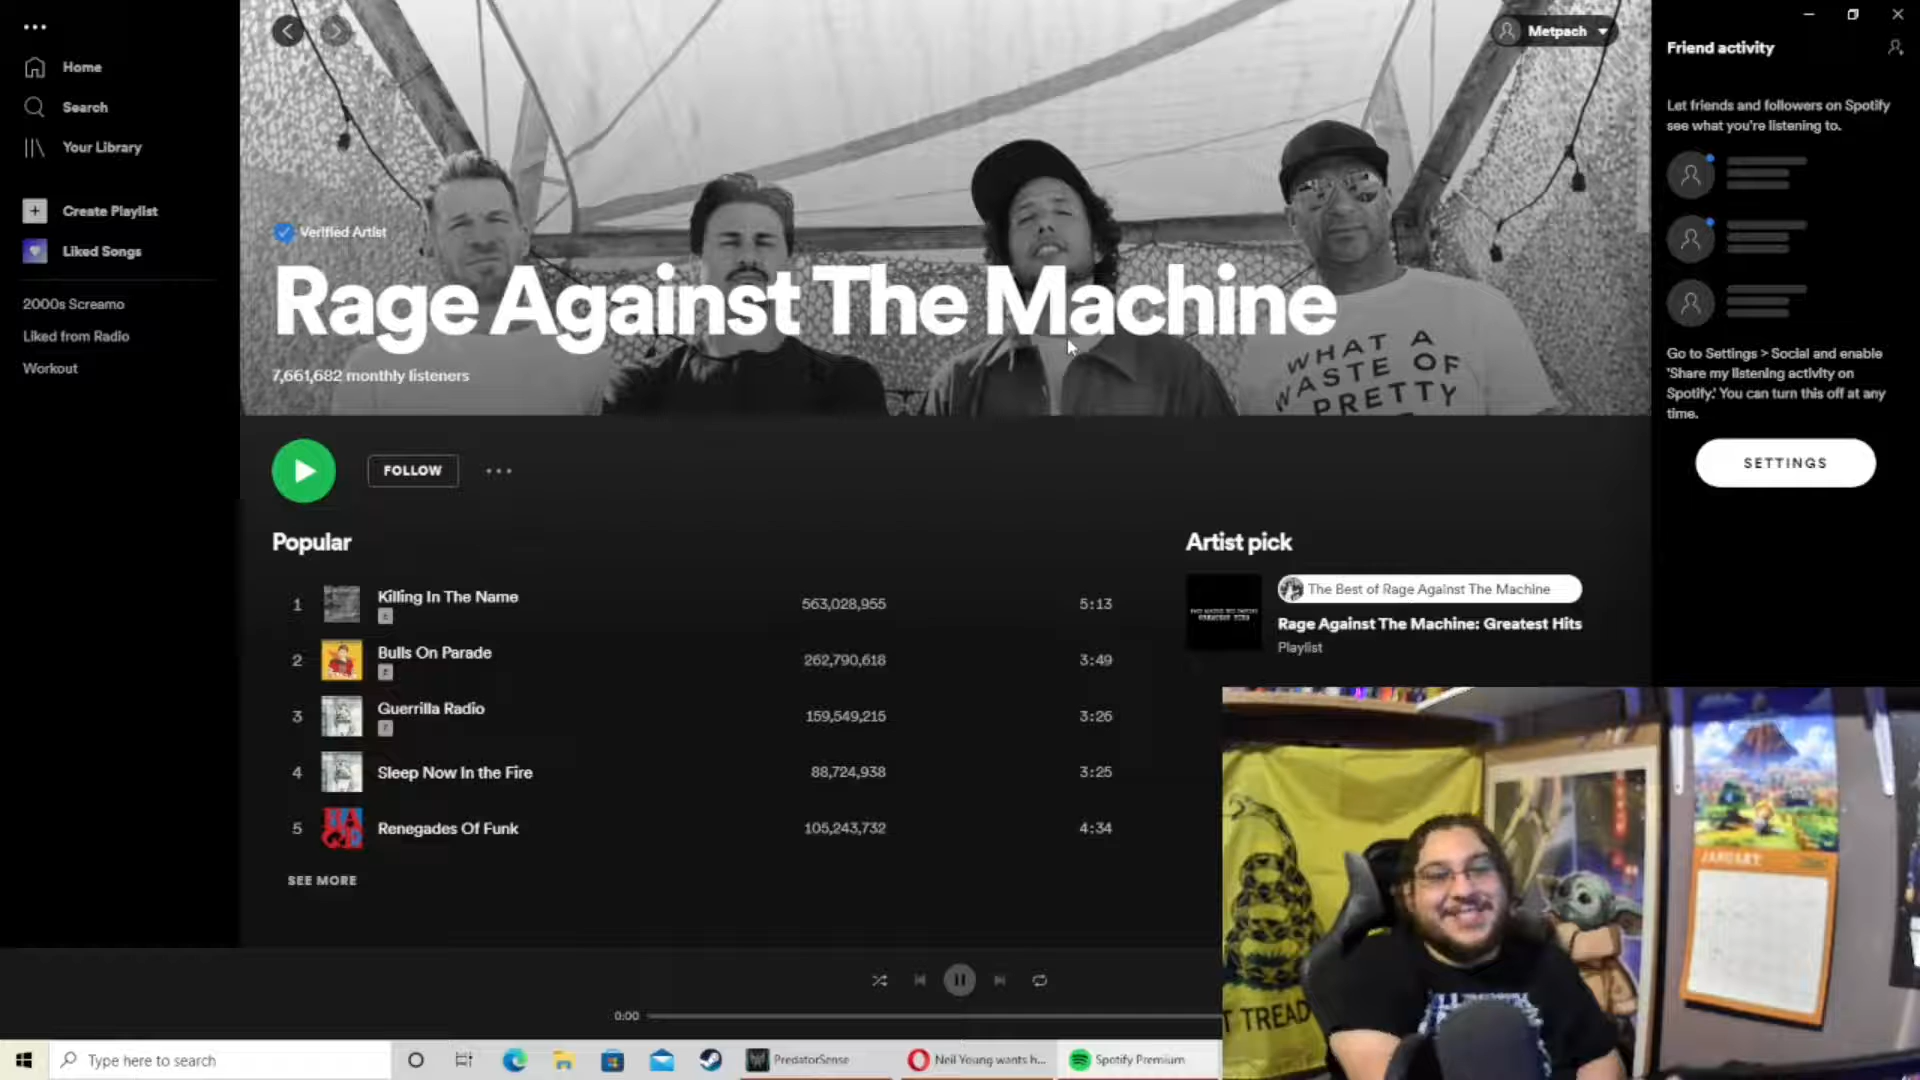 Home
Search
Your Library
Create Playlist
Liked Songs
2000s Screamo
Liked from Radio
Workout
Metpach
Verified Artist
Rage Against The Machine
7,661,682 monthly listeners
WHAT A
WASTE OF
PRETTY
FOLLOW
Popular
1 Killing In The Name 563,028,955 5:13
E
2 Bulls On Parade 262,790,618 3:49
E
3 Guerrilla Radio 159,549,215 3:26
E
4 Sleep Now In the Fire 88,724,938 3:25
5 Renegades Of Funk 105,243,732 4:34
SEE MORE
Artist pick
The Best of Rage Against The Machine
Rage Against The Machine: Greatest Hits
Playlist
Friend activity
Let friends and followers on Spotify
see what you're listening to.
Go to Settings > Social and enable
'Share my listening activity on
Spotify.' You can turn this off at any
time.
SETTINGS
JANUARY
T TREAD
0:00
Type here to search
PredatorSense
Neil Young wants h...
Spotify Premium